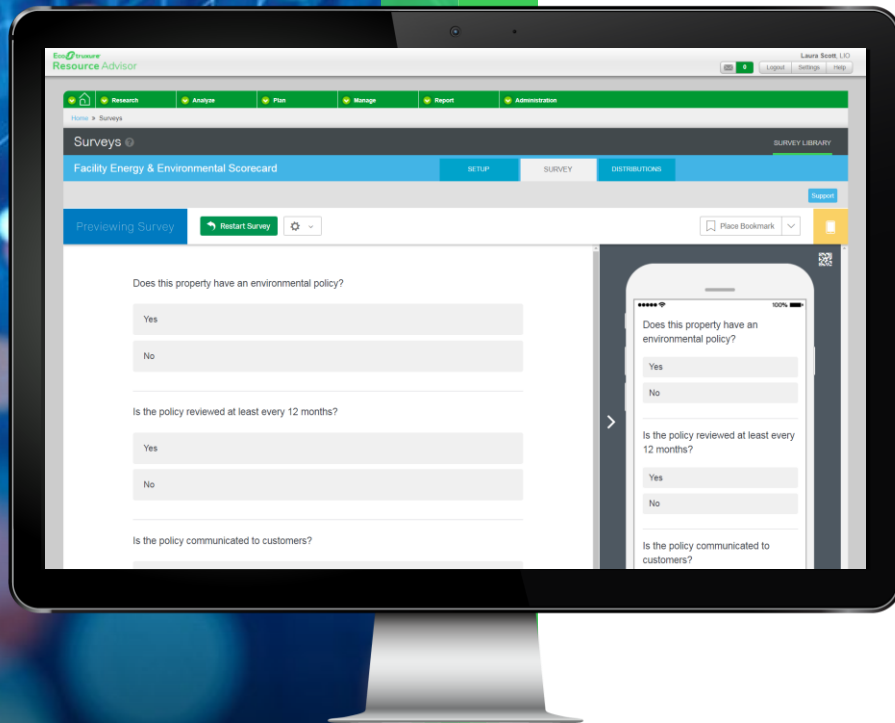 EcoStruxure
Resource Advisor
Laura Scott, LIO
0
Logout Settings Help
Research Analyze Plan Manage Report Administration
Home > Surveys
Surveys
SURVEY LIBRARY
Facility Energy & Environmental Scorecard
SETUP SURVEY DISTRIBUTIONS
Support
Previewing Survey
Restart Survey
Place Bookmark
Does this property have an environmental policy?
Yes
No
Is the policy reviewed at least every 12 months?
Yes
No
Is the policy communicated to customers?
100%
Does this property have an
environmental policy?
Yes
No
Is the policy reviewed at least every
12 months?
Yes
No
Is the policy communicated to
customers?